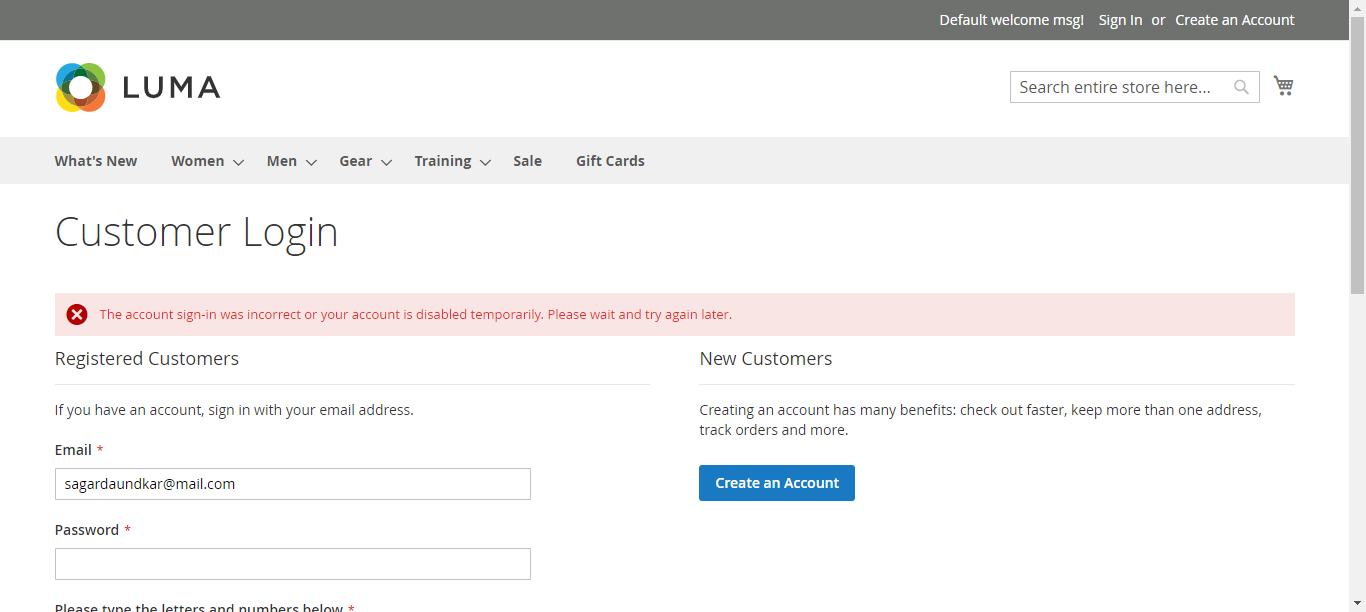 Default welcome msg! Sign In or Create an Account
LUMA
Search entire store here...
What's New Women Men Gear Training Sale Gift Cards
Customer Login
The account sign-in was incorrect or your account is disabled temporarily. Please wait and try again later.
Registered Customers
If you have an account, sign in with your email address.
Email *
sagardaundkar@mail.com
Password *
Please type the letters and numbers below *
New Customers
Creating an account has many benefits: check out faster, keep more than one address,
track orders and more.
Create an Account